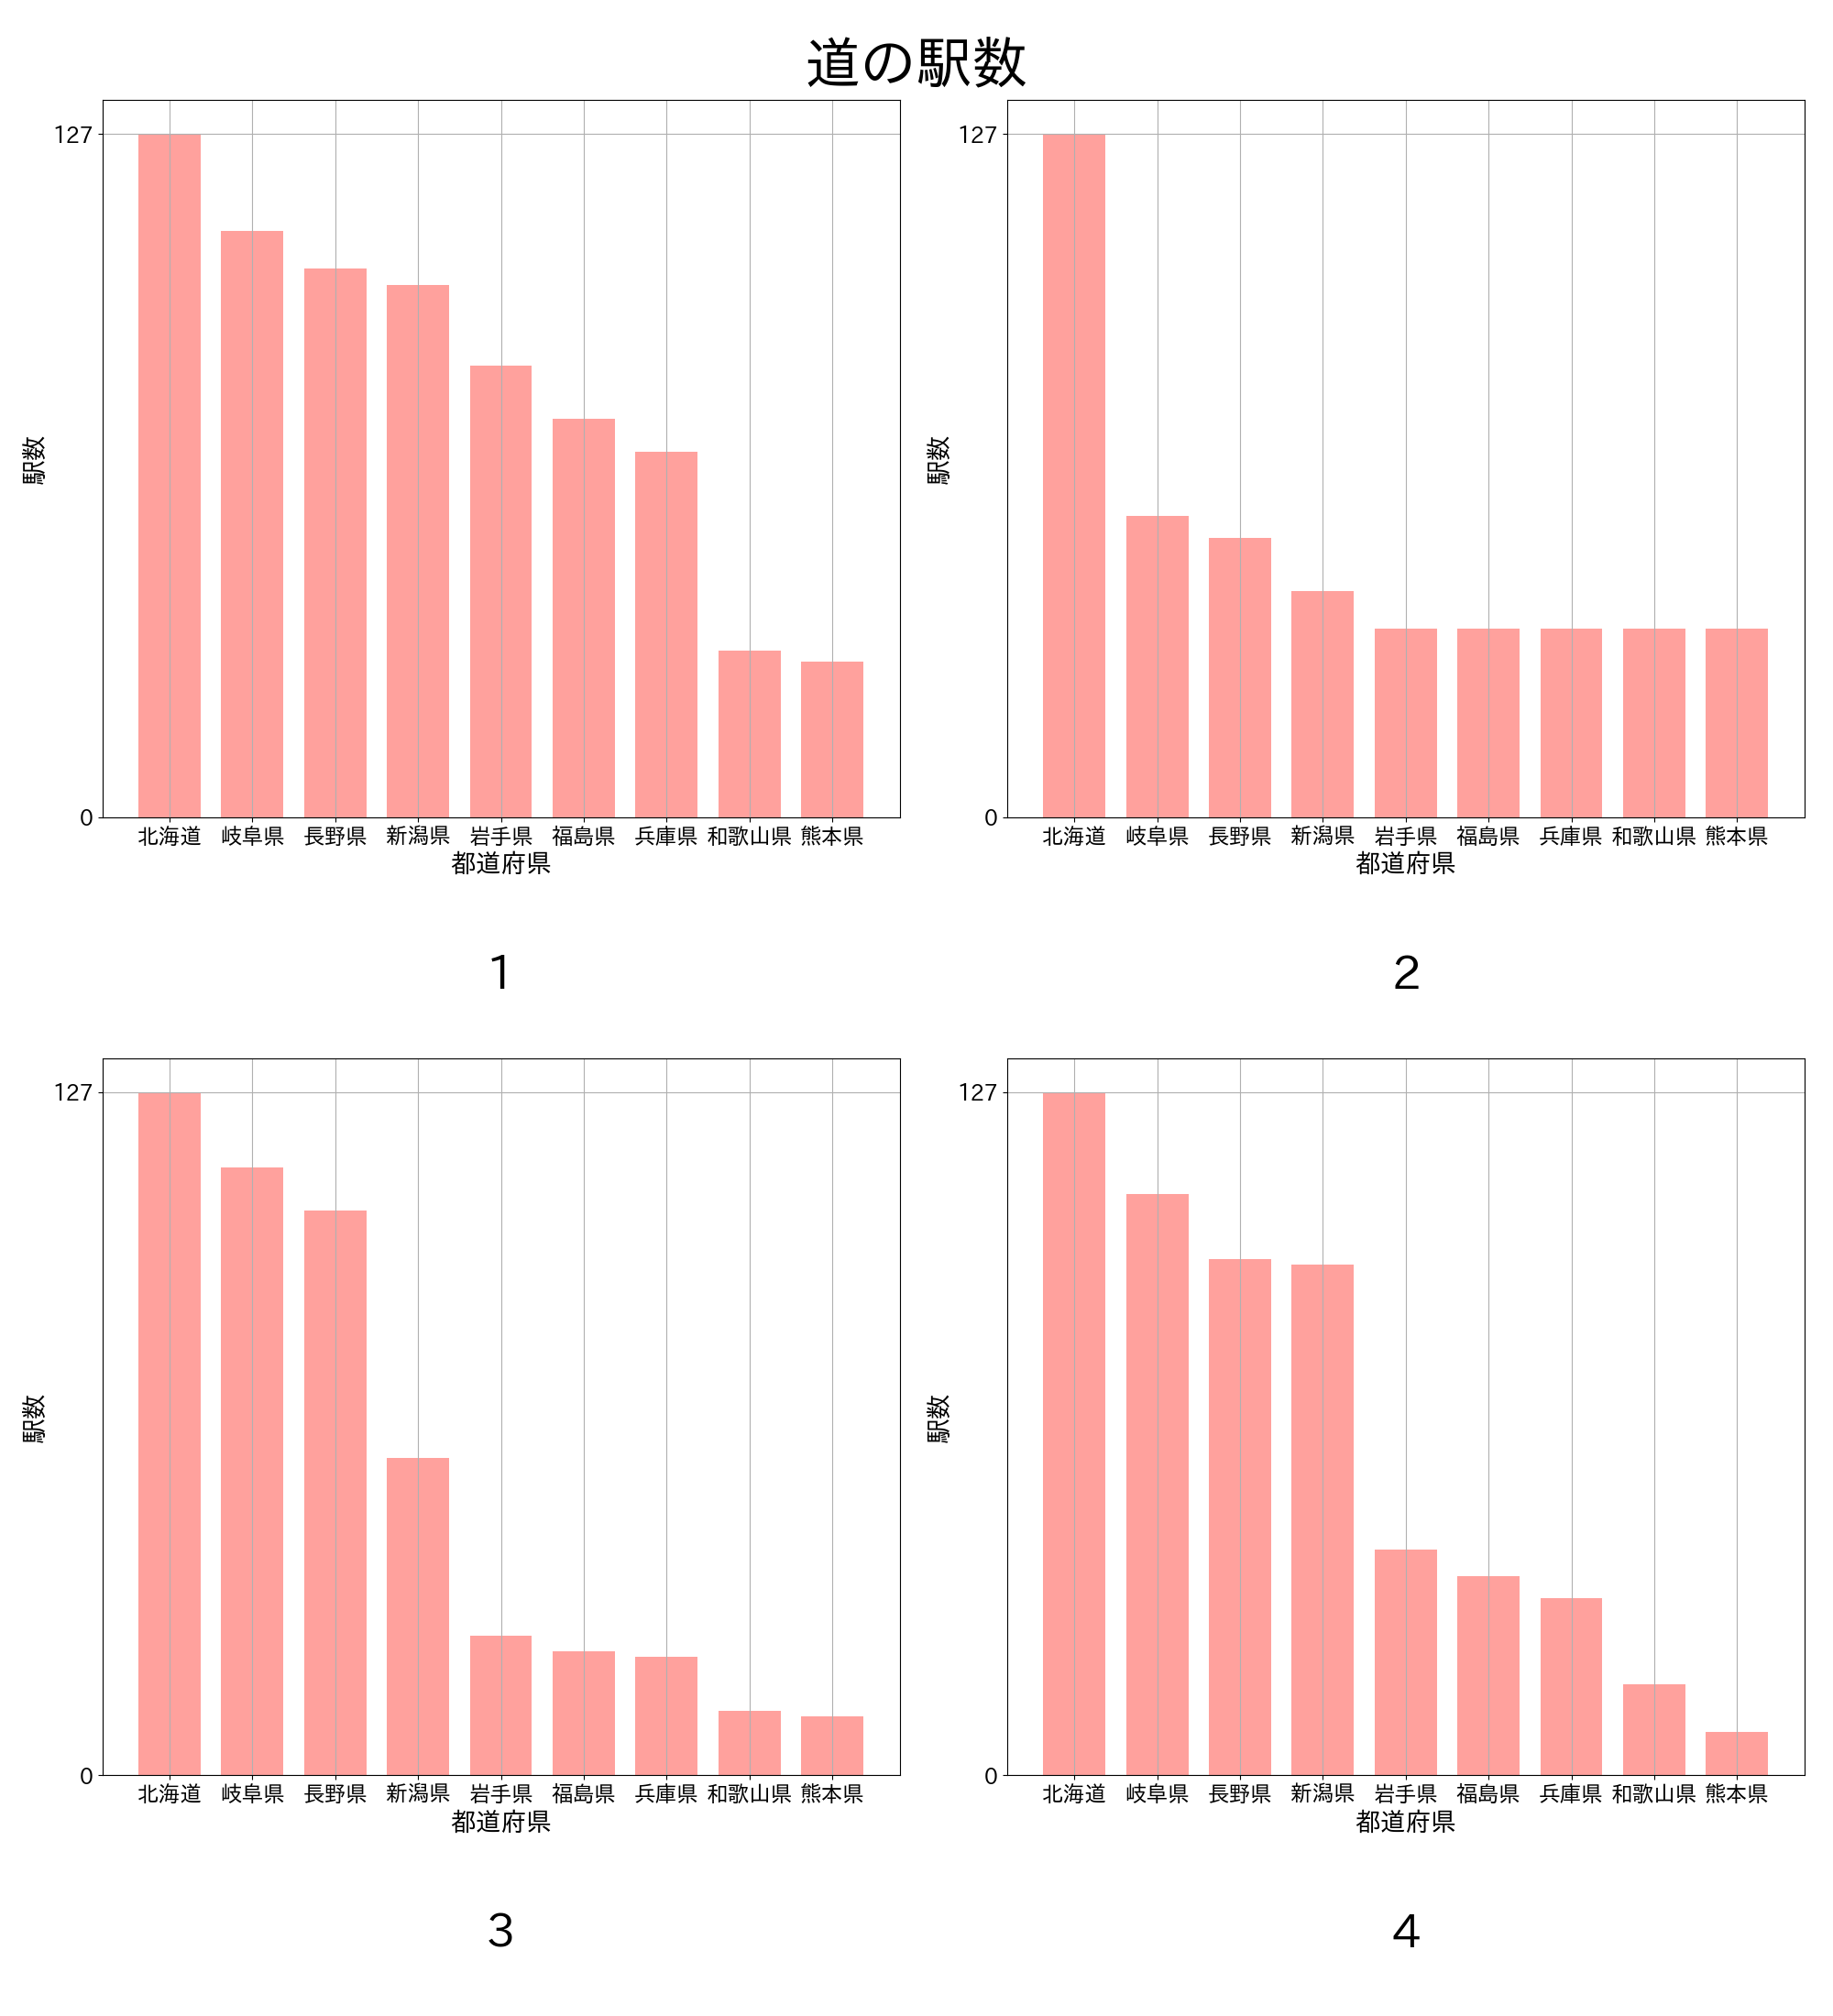 道の駅数
127
0
駅数
北海道 岐阜県 長野県 新潟県 岩手県 福島県 兵庫県 和歌山県 熊本県
都道府県
1
127
0
駅数
北海道 岐阜県 長野県 新潟県 岩手県 福島県 兵庫県 和歌山県 熊本県
都道府県
2
127
0
駅数
北海道 岐阜県 長野県 新潟県 岩手県 福島県 兵庫県 和歌山県 熊本県
都道府県
3
127
0
駅数
北海道 岐阜県 長野県 新潟県 岩手県 福島県 兵庫県 和歌山県 熊本県
都道府県
4